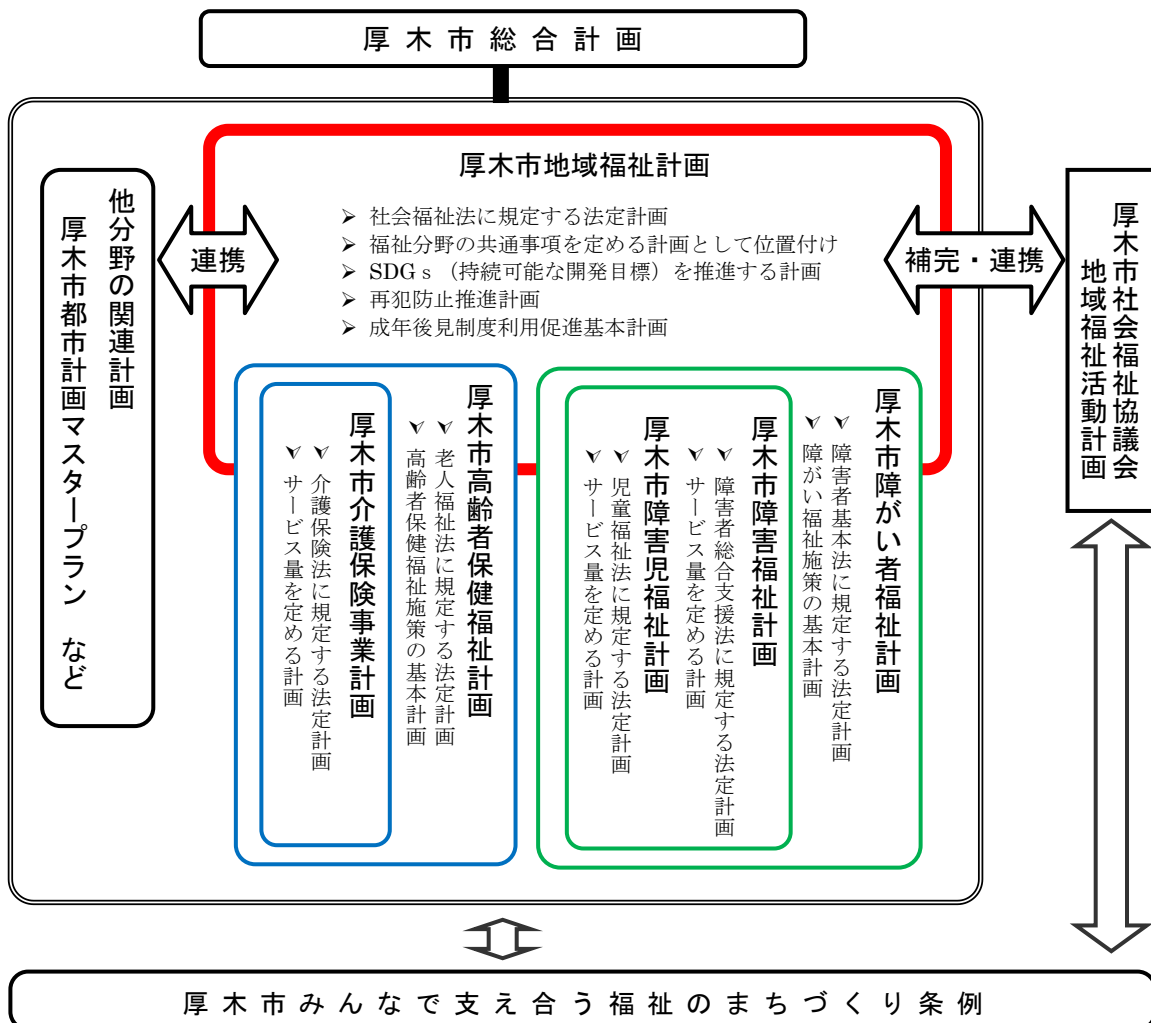 厚木市総合計画
厚木市地域福祉計画
➢ 社会福祉法に規定する法定計画
➢ 福祉分野の共通事項を定める計画として位置付け
➢ SDGｓ（持続可能な開発目標）を推進する計画
➢ 再犯防止推進計画
➢ 成年後見制度利用促進基本計画
連携
補完・連携
他分野の関連計画
厚木市都市計画マスタープラン など
厚木市社会福祉協議会
地域福祉活動計画
厚木市障がい者福祉計画
➢ 障害者基本法に規定する法定計画
➢ 障がい福祉施策の基本計画
厚木市障害福祉計画
➢ 障害者総合支援法に規定する法定計画
➢ サービス量を定める計画
厚木市障害児福祉計画
➢ 児童福祉法に規定する法定計画
➢ サービス量を定める計画
厚木市高齢者保健福祉計画
➢ 老人福祉法に規定する法定計画
➢ 高齢者保健福祉施策の基本計画
厚木市介護保険事業計画
➢ 介護保険法に規定する法定計画
➢ サービス量を定める計画
厚木市みんなで支え合う福祉のまちづくり条例